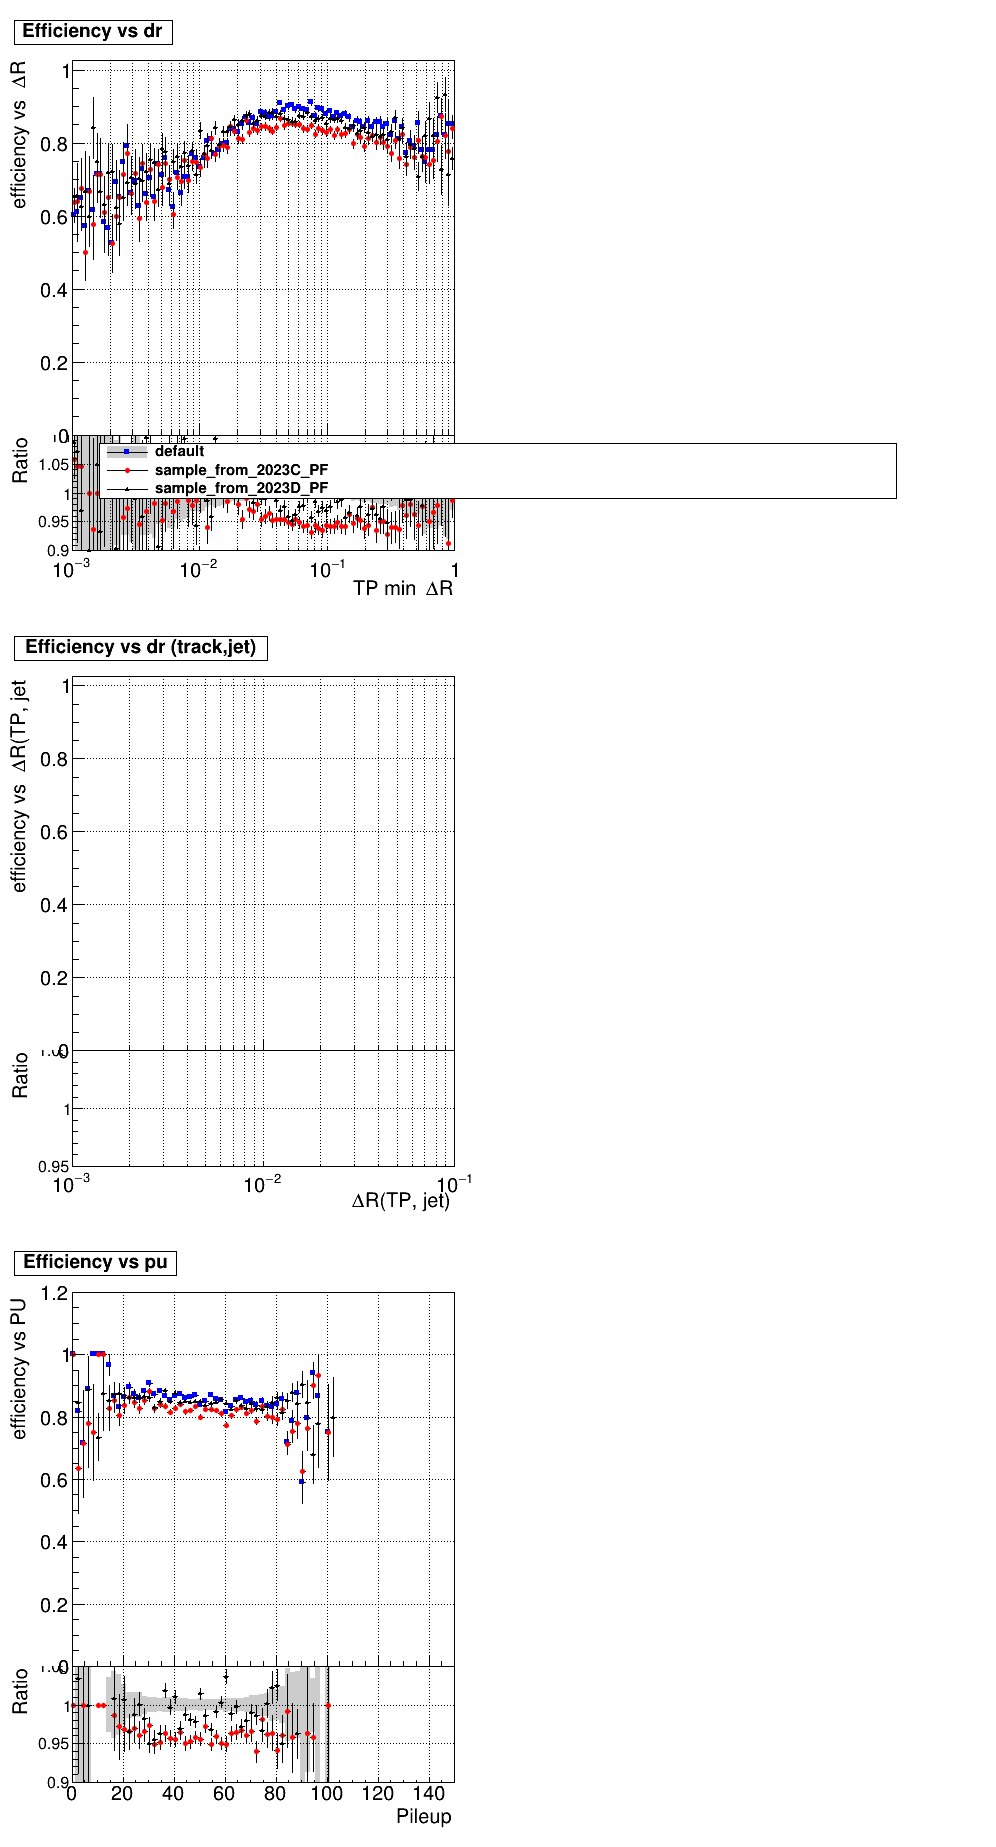 Efficiency vs dr
efficiency vs ΔR
1
0.8
0.6
0.4
0.2
0
Ratio
1.05
1
0.95
0.9
default
sample_from_2023C_PF
sample_from_2023D_PF
10⁻³ 10⁻² 10⁻¹ 1
TP min ΔR
Efficiency vs dr (track,jet)
efficiency vs ΔR(TP, jet
1
0.8
0.6
0.4
0.2
0
Ratio
1
0.95
10⁻³ 10⁻² 10⁻¹
ΔR(TP, jet)
Efficiency vs pu
efficiency vs PU
1.2
1
0.8
0.6
0.4
0.2
0
Ratio
1
0.95
0.9
0 20 40 60 80 100 120 140
Pileup